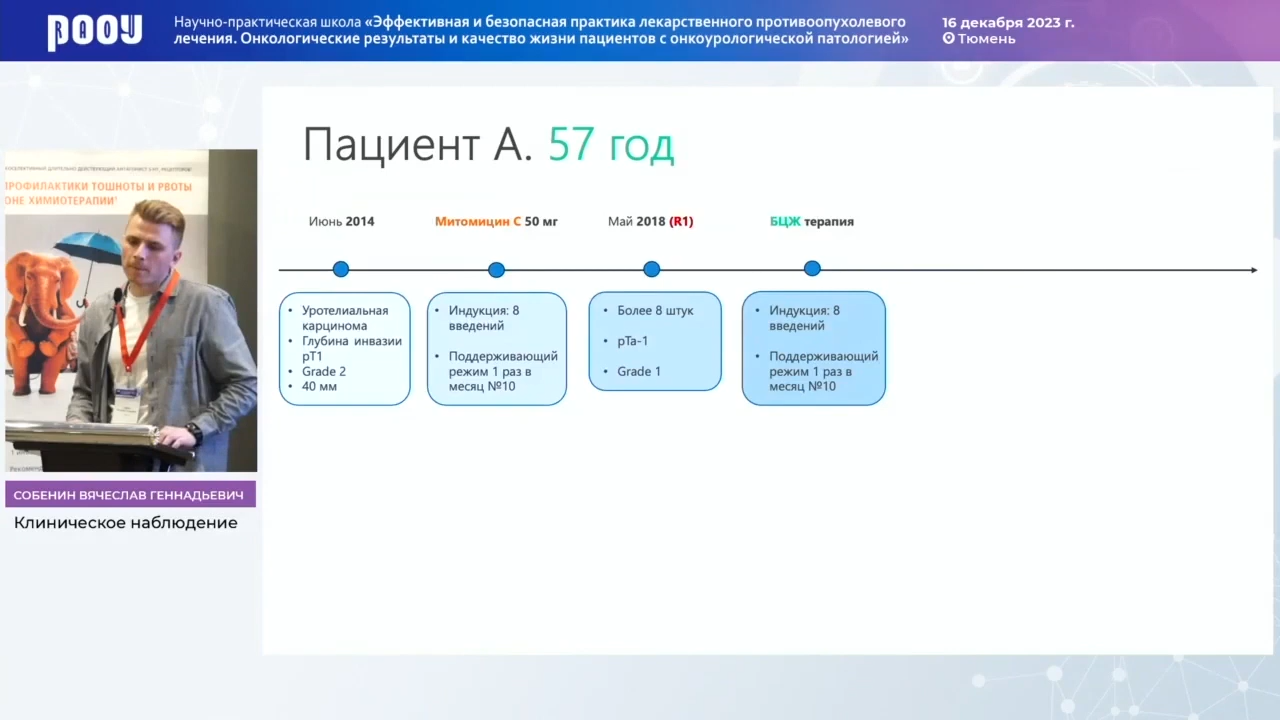 РООУ
RAOU
Научно-практическая школа «Эффективная и безопасная практика лекарственного противоопухолевого
лечения. Онкологические результаты и качество жизни пациентов с онкоурологической патологией»
16 декабря 2023 г.
Тюмень
ПРОФИЛАКТИКИ ТОШНОТЫ И РВОТЫ
ОНЕ ХИМИОТЕРАПИИ¹
СОБЕНИН ВЯЧЕСЛАВ ГЕННАДЬЕВИЧ
Клиническое наблюдение
Пациент А. 57 год
Июнь 2014
• Уротелиальная
карцинома
• Глубина инвазии
pT1
• Grade 2
• 40 мм
Митомицин С 50 мг
• Индукция: 8
введений
• Поддерживающий
режим 1 раз в
месяц №10
Май 2018 (R1)
• Более 8 штук
• pTa-1
• Grade 1
БЦЖ терапия
• Индукция: 8
введений
• Поддерживающий
режим 1 раз в
месяц №10